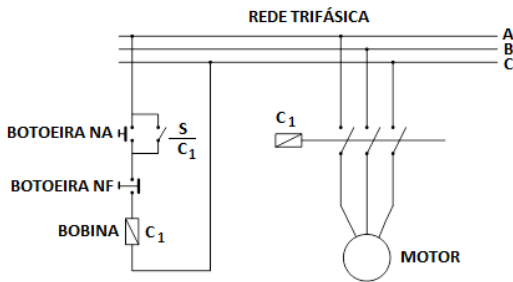 REDE TRIFÁSICA
A
B
C
C1
BOTOEIRA NA
S
C1
BOTOEIRA NF
BOBINA
C1
MOTOR